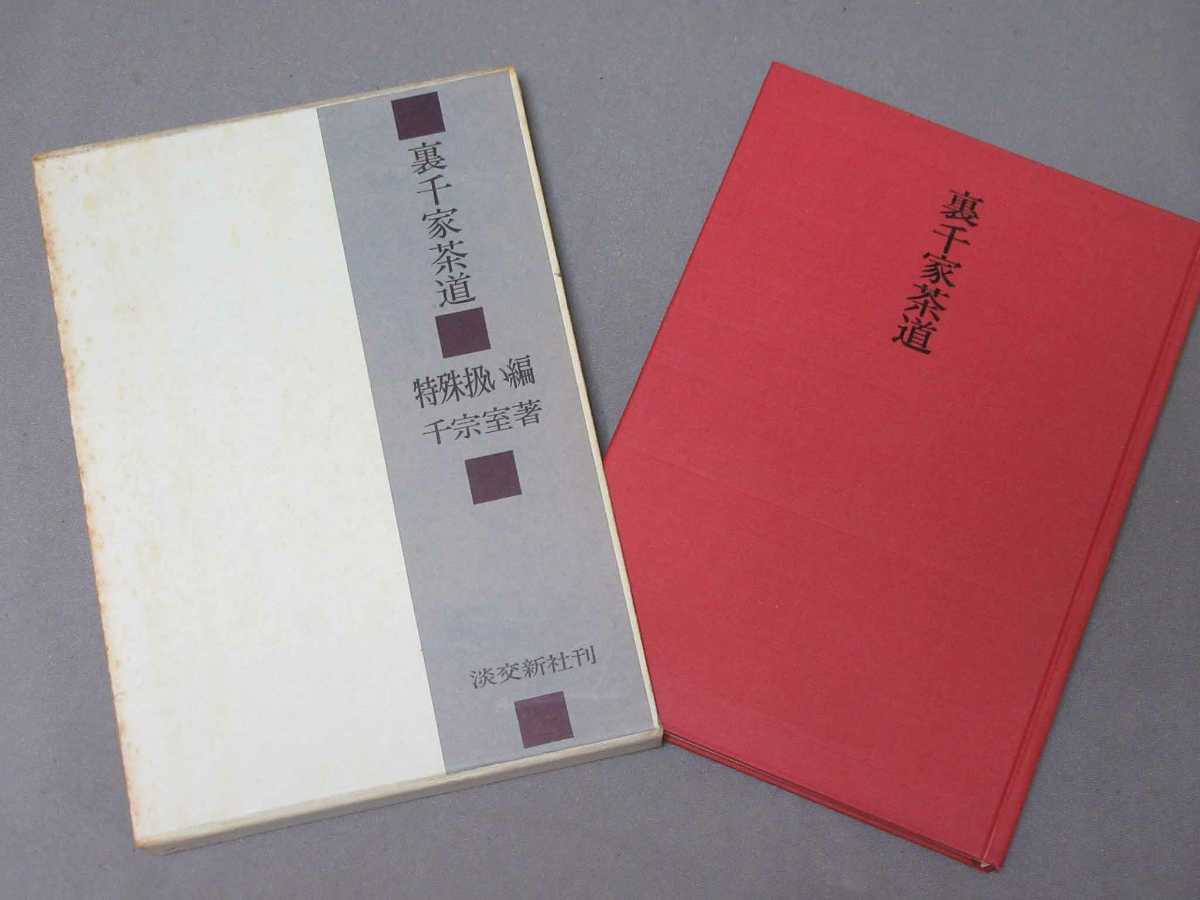 裏千家茶道
特殊扱い編
千宗室著
淡交新社刊
裏千家茶道